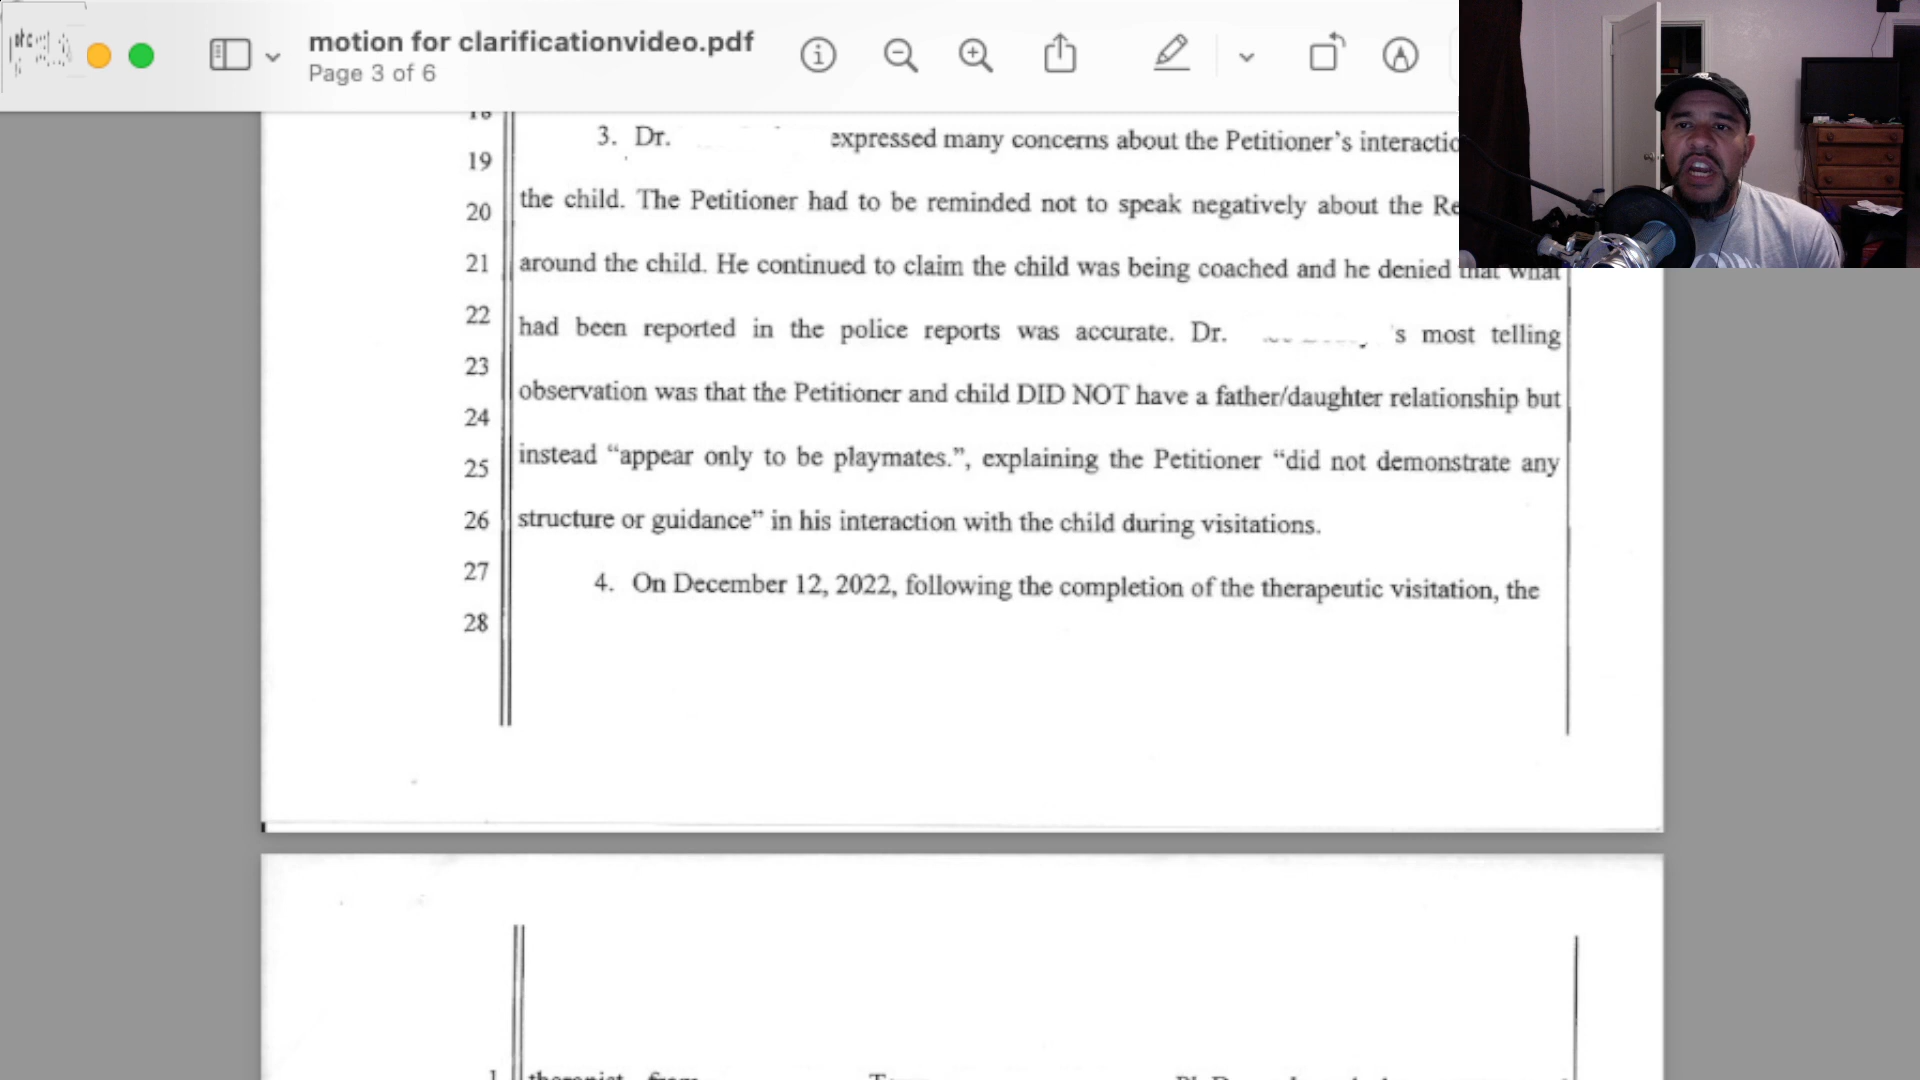 motion for clarificationvideo.pdf
Page 3 of 6
18
3. Dr. expressed many concerns about the Petitioner's interactio
19
the child. The Petitioner had to be reminded not to speak negatively about the Re
20
21 around the child. He continued to claim the child was being coached and he denied that what
22 had been reported in the police reports was accurate. Dr. 's most telling
23
observation was that the Petitioner and child DID NOT have a father/daughter relationship but
24
25 instead "appear only to be playmates.", explaining the Petitioner "did not demonstrate any
26 structure or guidance" in his interaction with the child during visitations.
27 4. On December 12, 2022, following the completion of the therapeutic visitation, the
28
1 therapist from